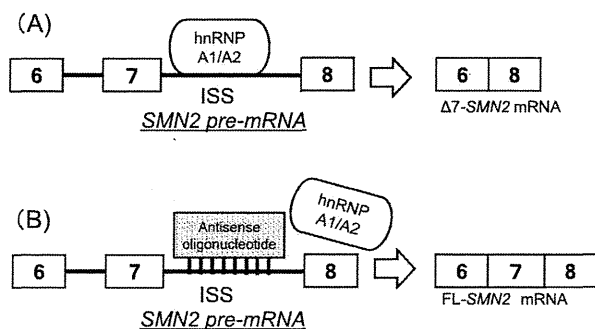 (A)
hnRNP
A1/A2
6 7 8 6 8
ISS
SMN2 pre-mRNA
Δ7-SMN2 mRNA
(B)
hnRNP
A1/A2
Antisense
oligonucleotide
6 7 8 6 7 8
ISS
SMN2 pre-mRNA
FL-SMN2 mRNA